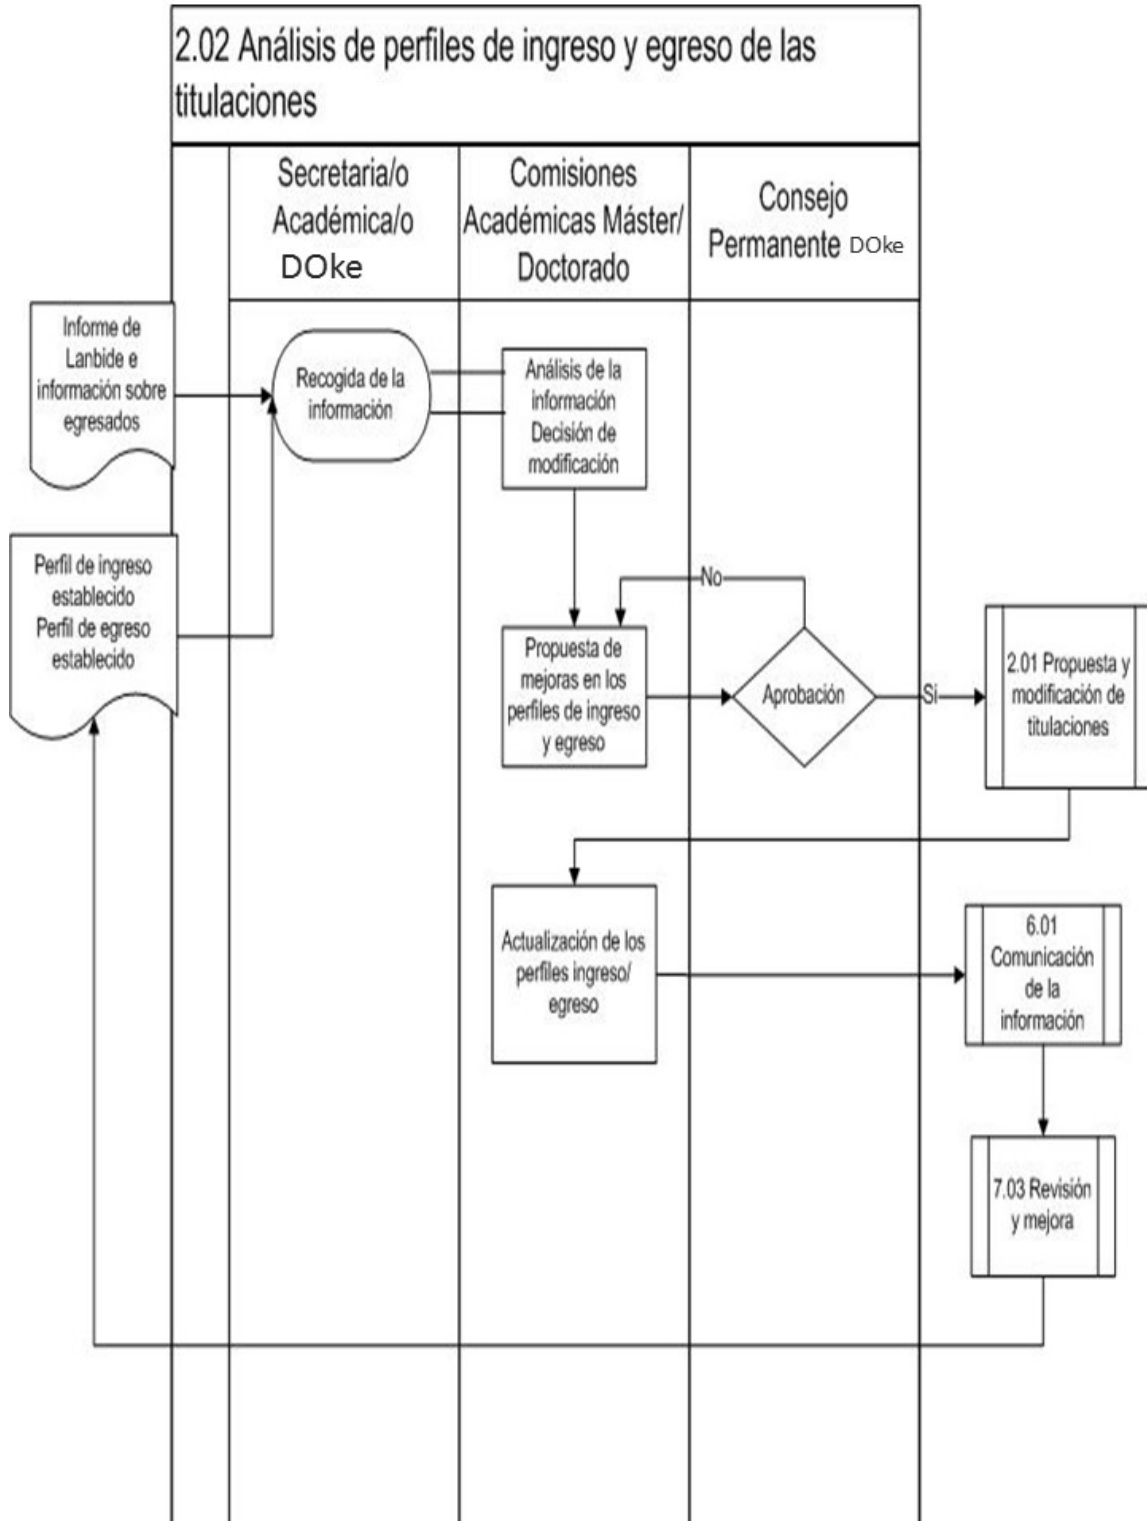 2.02 Análisis de perfiles de ingreso y egreso de las
titulaciones
Secretaria/o
Académica/o
DOke
Comisiones
Académicas Máster/
Doctorado
Consejo
Permanente DOke
Informe de
Lanbide e
información sobre
egresados
Recogida de la
información
Análisis de la
información
Decisión de
modificación
Perfil de ingreso
establecido
Perfil de egreso
establecido
No
Propuesta de
mejoras en los
perfiles de ingreso
y egreso
Aprobación
Si
2.01 Propuesta y
modificación de
titulaciones
Actualización de los
perfiles ingreso/
egreso
6.01
Comunicación
de la
información
7.03 Revisión
y mejora